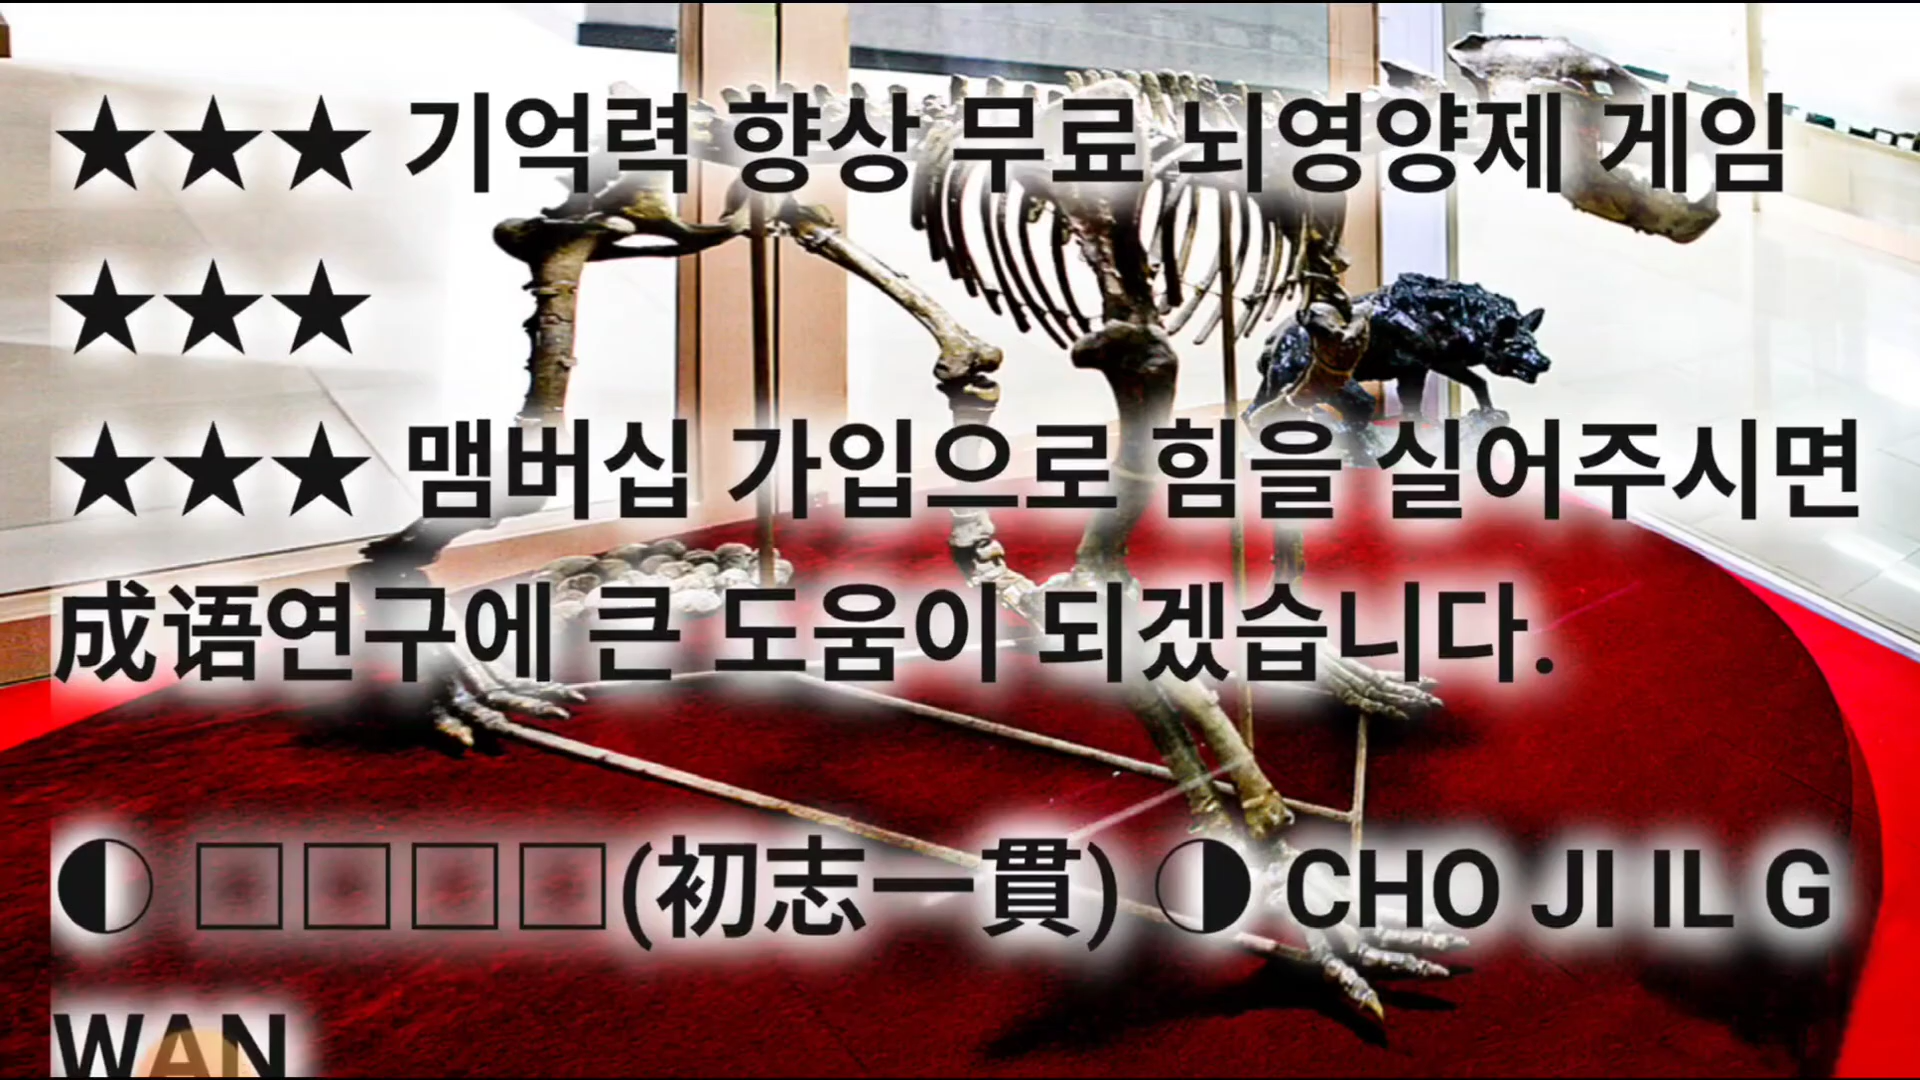 ★★★ 기억력 향상 무료 뇌영양제 게임
★★★
★★★ 맴버십 가입으로 힘을 실어주시면
成语연구에 큰 도움이 되겠습니다.
◐ □□□□(初志一貫) ◑ CHO JI IL G
WAN